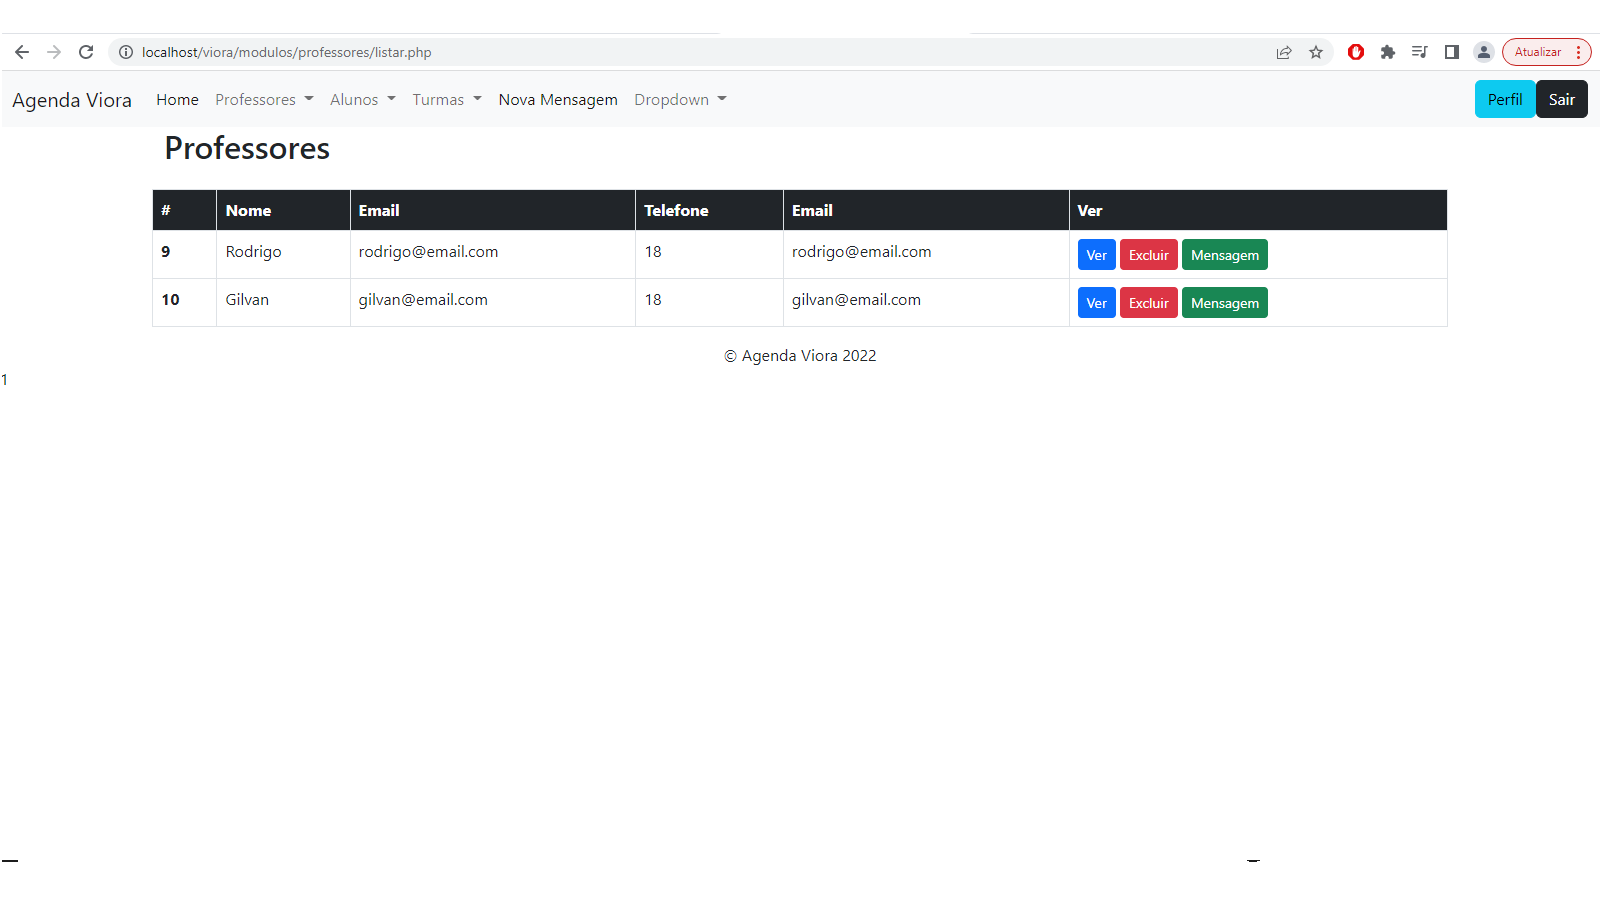 localhost/viora/modulos/professores/listar.php Atualizar
Agenda Viora Home Professores Alunos Turmas Nova Mensagem Dropdown Perfil Sair
Professores
# Nome Email Telefone Email Ver
9 Rodrigo rodrigo@email.com 18 rodrigo@email.com Ver Excluir Mensagem
10 Gilvan gilvan@email.com 18 gilvan@email.com Ver Excluir Mensagem
© Agenda Viora 2022
1